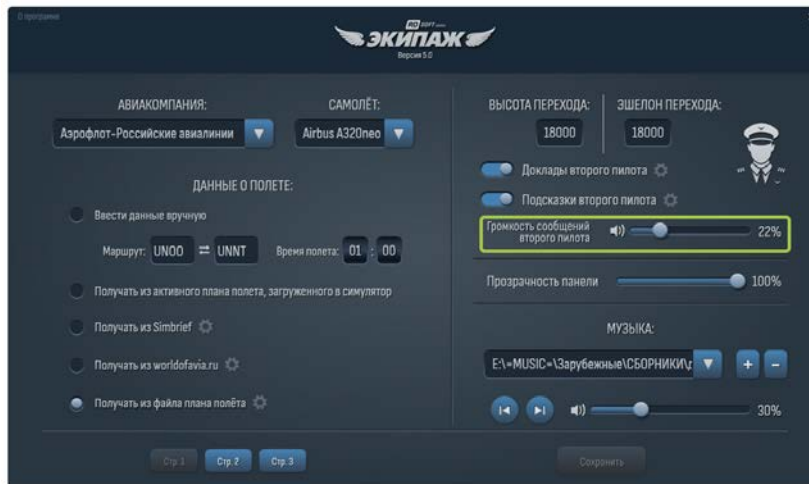 О программе
RD SOFT
ЭКИПАЖ
Версия 5.0
АВИАКОМПАНИЯ:
САМОЛЁТ:
Аэрофлот-Российские авиалинии
Airbus A320neo
ДАННЫЕ О ПОЛЕТЕ:
Ввести данные вручную
Маршрут: UNOO ⇄ UNNT Время полета: 01 : 00
Получать из активного плана полета, загруженного в симулятор
Получать из Simbrief
Получать из worldofavia.ru
Получать из файла плана полёта
Стр.1 Стр.2 Стр.3
ВЫСОТА ПЕРЕХОДА:
ЭШЕЛОН ПЕРЕХОДА:
18000
18000
Доклады второго пилота
Подсказки второго пилота
Громкость сообщений
второго пилота
22%
Прозрачность панели 100%
МУЗЫКА:
E:\=MUSIC=\Зарубежные\СБОРНИКИ\
+ −
30%
Сохранить